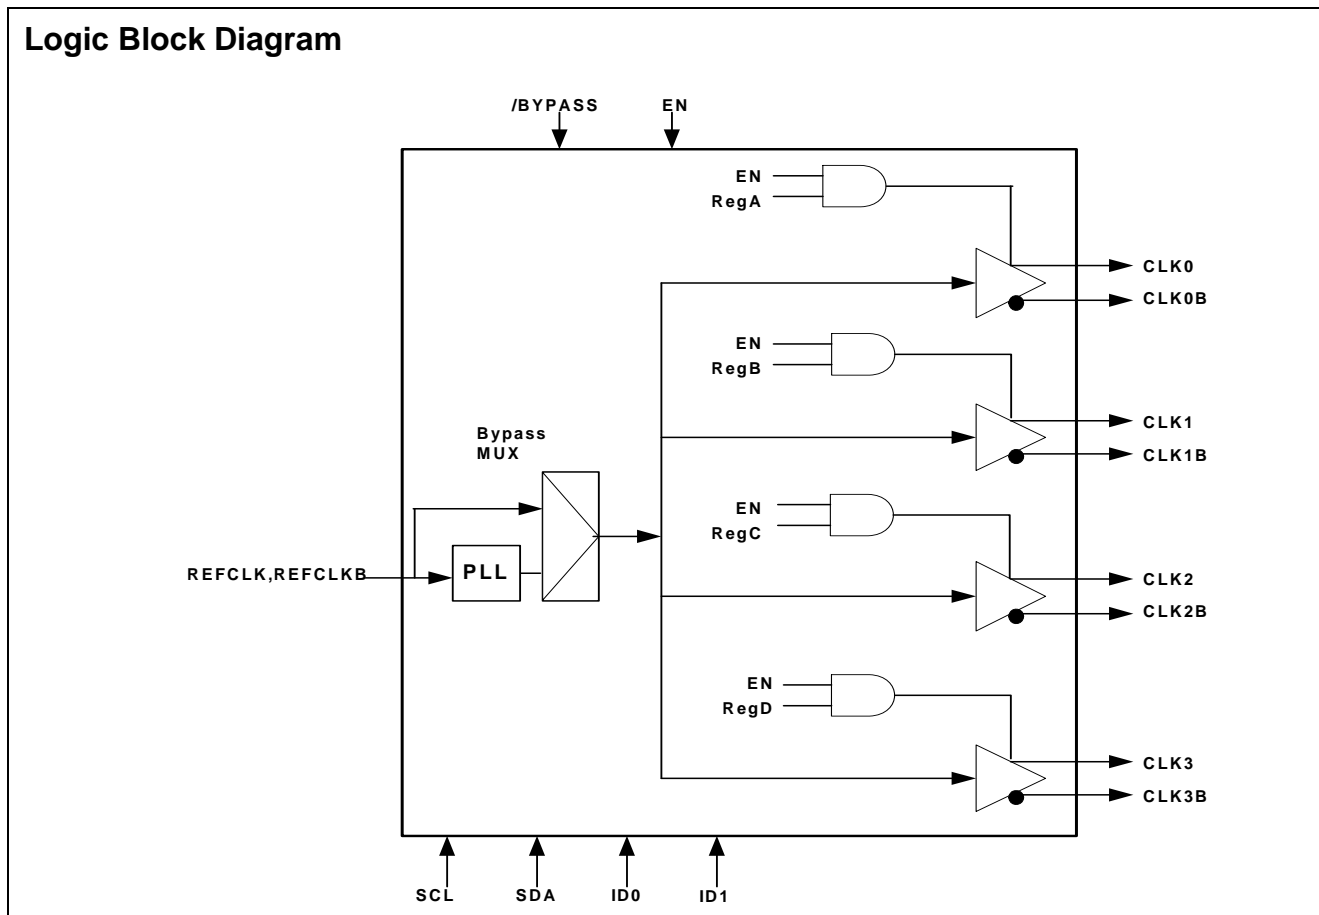 Logic Block Diagram
/BYPASS EN
EN
RegA
CLK0
CLK0B
EN
RegB
CLK1
CLK1B
Bypass
MUX
EN
RegC
PLL
REFCLK,REFCLKB
CLK2
CLK2B
EN
RegD
CLK3
CLK3B
SCL SDA ID0 ID1